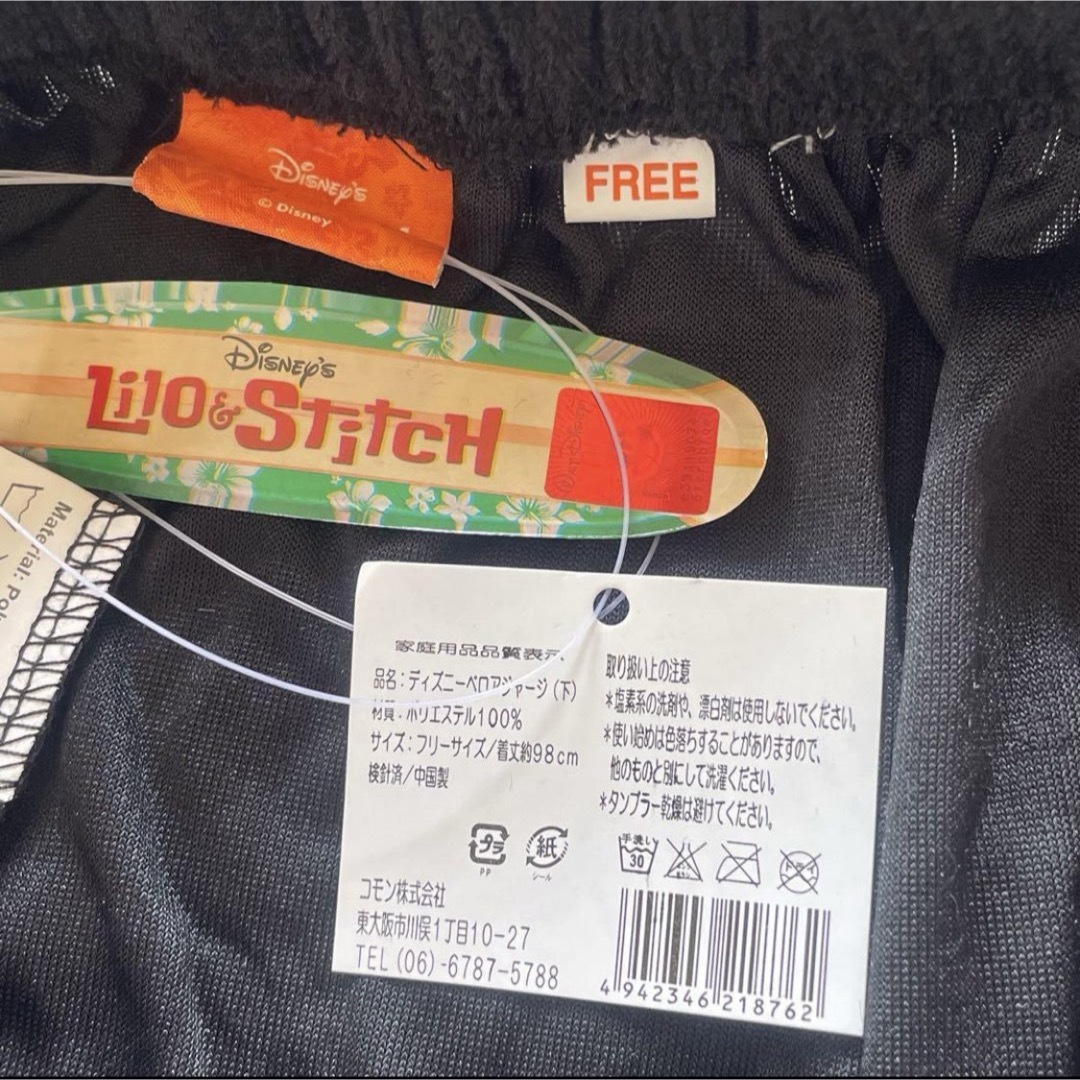 Disney's
© Disney
FREE
Disney's
Lilo & Stitch
Material:
家庭用品品質表示
品名:ディズニーベロアジャージ(下)
材質:ポリエステル100%
サイズ:フリーサイズ/着丈約98cm
検針済/中国製
プラ
PP
紙
シール
コモン株式会社
東大阪市川俣1丁目10-27
TEL(06)-6787-5788
取り扱い上の注意
*塩素系の洗剤や、漂白剤は使用しないでください。
*使い始めは色落ちすることがありますので、
他のものと別にして洗濯ください。
*タンブラー乾燥は避けてください。
手洗い
30
ドライ
4 942346 218762